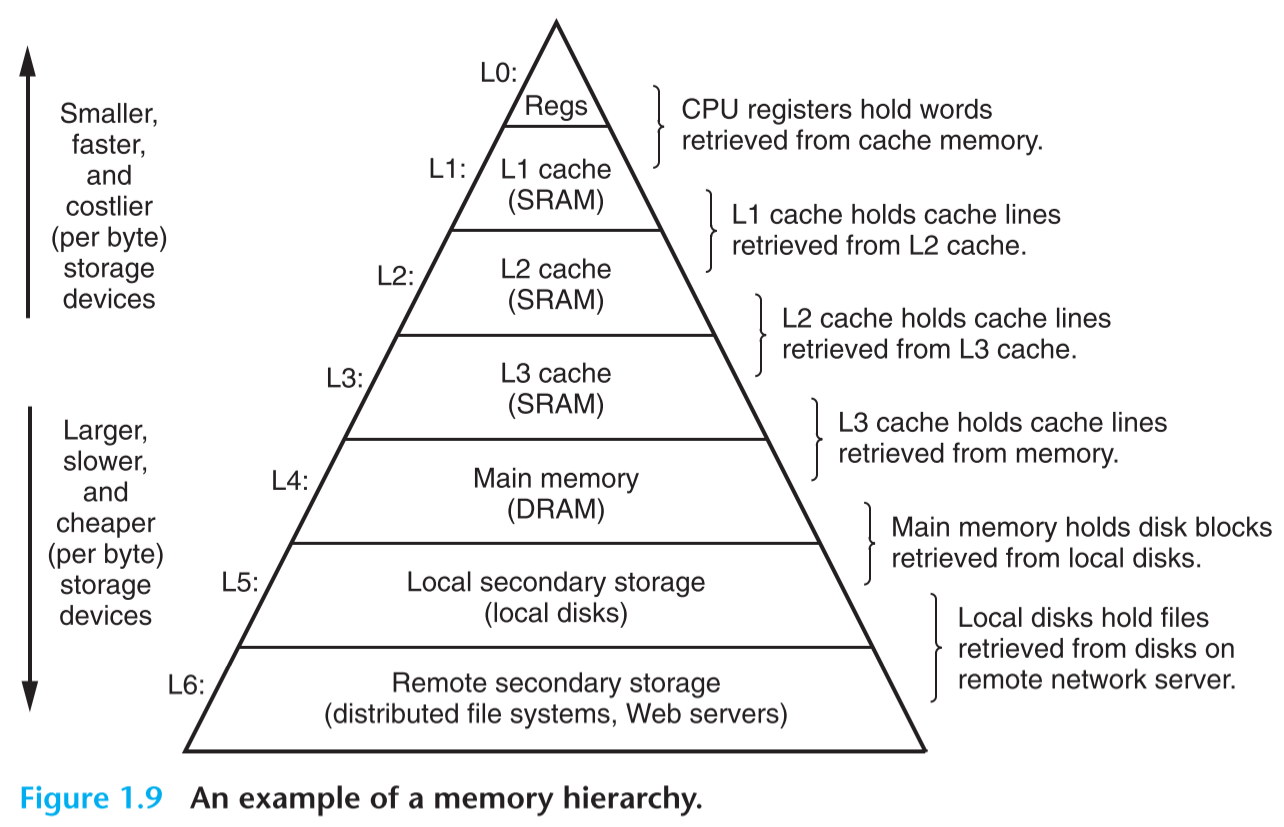 L0:
Regs
CPU registers hold words
retrieved from cache memory.
Smaller,
faster,
and
costlier
(per byte)
storage
devices
L1:
L1 cache
(SRAM)
L1 cache holds cache lines
retrieved from L2 cache.
L2:
L2 cache
(SRAM)
L2 cache holds cache lines
retrieved from L3 cache.
L3:
L3 cache
(SRAM)
L3 cache holds cache lines
retrieved from memory.
Larger,
slower,
and
cheaper
(per byte)
storage
devices
L4:
Main memory
(DRAM)
Main memory holds disk blocks
retrieved from local disks.
L5:
Local secondary storage
(local disks)
Local disks hold files
retrieved from disks on
remote network server.
L6:
Remote secondary storage
(distributed file systems, Web servers)
Figure 1.9 An example of a memory hierarchy.